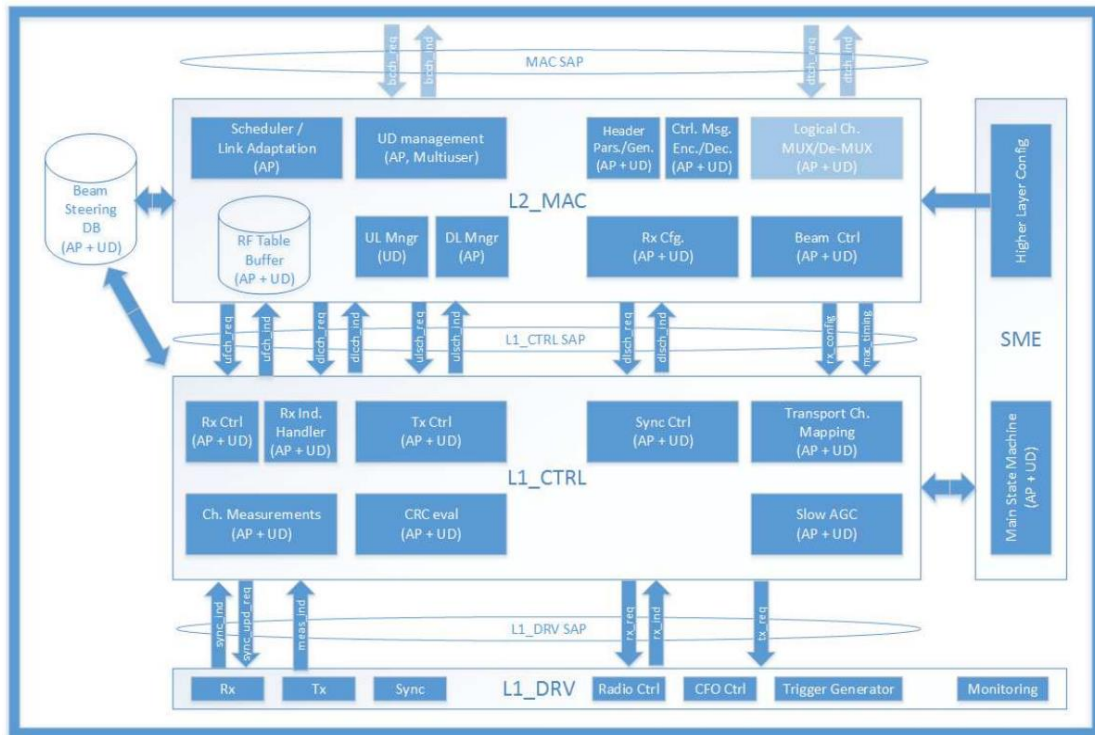 bcch_req
bcch_ind
dtch_req
dtch_ind
MAC SAP
Scheduler /
Link Adaptation
(AP)
UD management
(AP, Multiuser)
Header
Pars./Gen.
(AP + UD)
Ctrl. Msg.
Enc./Dec.
(AP + UD)
Logical Ch.
MUX/De-MUX
(AP + UD)
L2_MAC
Beam
Steering
DB
(AP + UD)
RF Table
Buffer
(AP + UD)
UL Mngr
(UD)
DL Mngr
(AP)
Rx Cfg.
(AP + UD)
Beam Ctrl
(AP + UD)
Higher Layer Config
SME
ufch_req
ufch_ind
dlcch_req
dlcch_ind
ulsch_req
ulsch_ind
dlsch_req
dlsch_ind
rx_config
mac_timing
L1_CTRL SAP
Rx Ctrl
(AP + UD)
Rx Ind.
Handler
(AP + UD)
Tx Ctrl
(AP + UD)
Sync Ctrl
(AP + UD)
Transport Ch.
Mapping
(AP + UD)
L1_CTRL
Ch. Measurements
(AP + UD)
CRC eval
(AP + UD)
Slow AGC
(AP + UD)
Main State Machine
(AP + UD)
sync_ind
sync_upd_req
meas_ind
rx_req
rx_ind
tx_req
L1_DRV SAP
Rx
Tx
Sync
L1_DRV
Radio Ctrl
CFO Ctrl
Trigger Generator
Monitoring